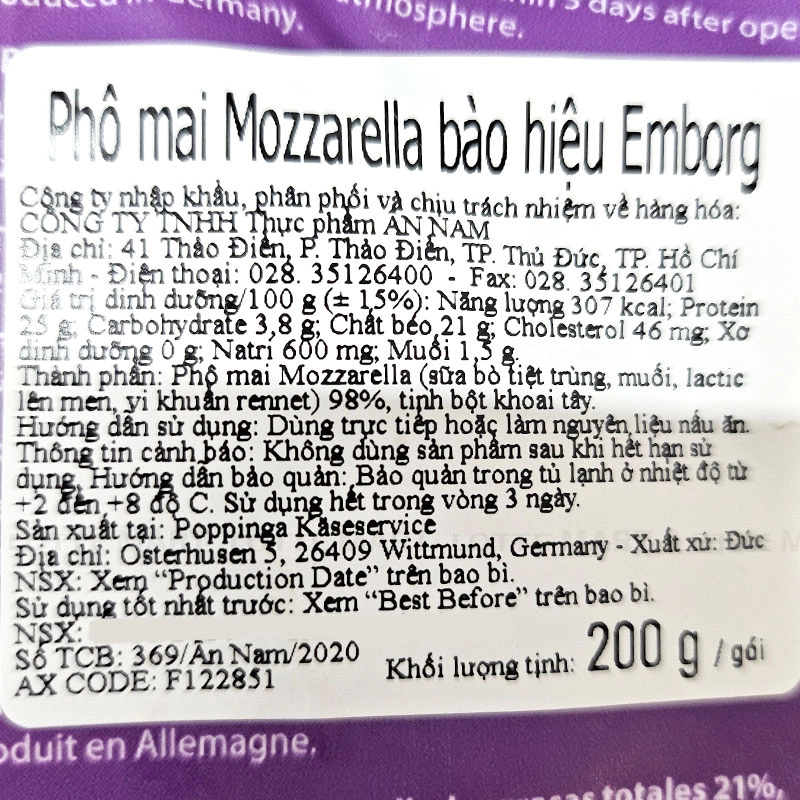 Germany.
atmosphere.
days after ope
Phô mai Mozzarella bào hiệu Emborg
Công ty nhập khẩu, phân phối và chịu trách nhiệm về hàng hóa:
CÔNG TY TNHH Thực phẩm AN NAM
Địa chỉ: 41 Thảo Điền, P. Thảo Điền, TP. Thủ Đức, TP. Hồ Chí
Minh - Điện thoại: 028. 35126400 - Fax: 028. 35126401
Giá trị dinh dưỡng/100 g (± 15%): Năng lượng 307 kcal; Protein
25 g; Carbohydrate 3,8 g; Chất béo 21 g; Cholesterol 46 mg; Xơ
dinh dưỡng 0 g; Natri 600 mg; Muối 1,5 g.
Thành phần: Phô mai Mozzarella (sữa bò tiệt trùng, muối, lactic
lên men, vi khuẩn rennet) 98%, tinh bột khoai tây.
Hướng dẫn sử dụng: Dùng trực tiếp hoặc làm nguyên liệu nấu ăn.
Thông tin cảnh báo: Không dùng sản phẩm sau khi hết hạn sử
dụng, Hướng dẫn bảo quản: Bảo quản trong tủ lạnh ở nhiệt độ từ
+2 đến +8 độ C. Sử dụng hết trong vòng 3 ngày.
Sản xuất tại: Poppinga Käseservice
Địa chỉ: Osterhusen 5, 26409 Wittmund, Germany - Xuất xứ: Đức
NSX: Xem “Production Date” trên bao bì.
Sử dụng tốt nhất trước: Xem “Best Before” trên bao bì.
NSX:
Số TCB: 369/Ân Nam/2020
AX CODE: F122851
Khối lượng tịnh: 200 g / gói
oduit en Allemagne.
totales 21%,